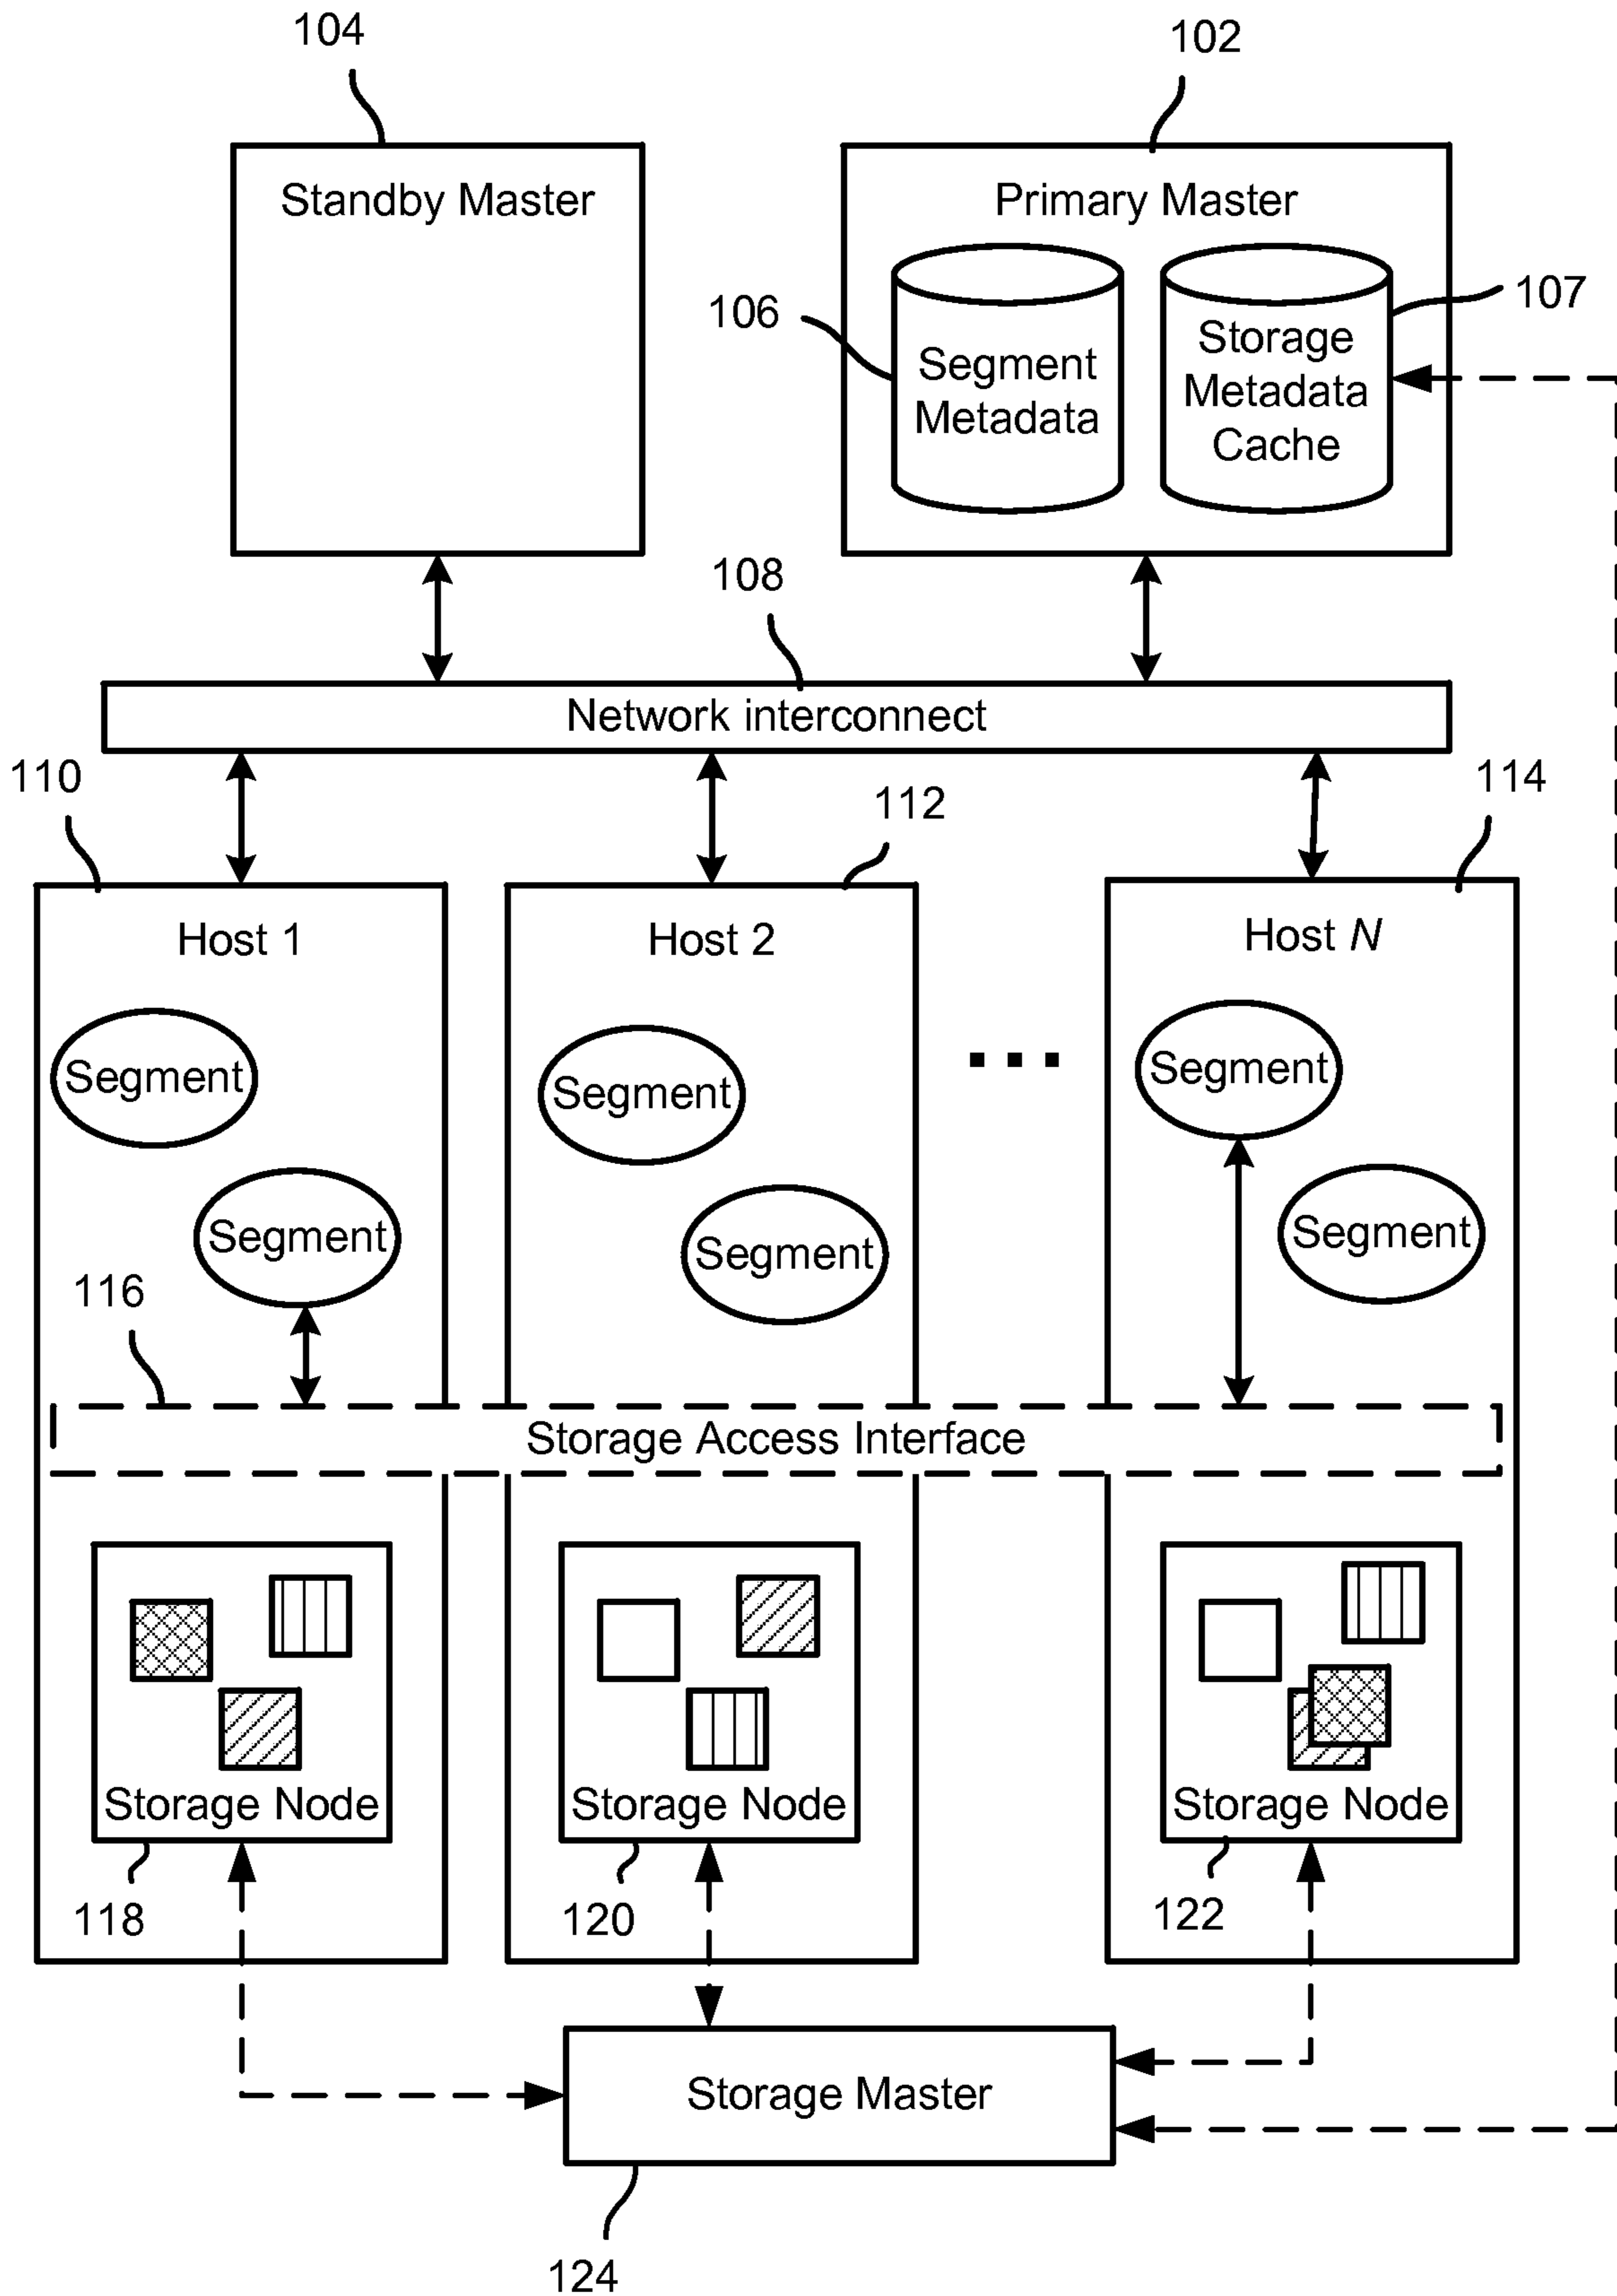 104
102
Standby Master
Primary Master
106
107
Segment
Metadata
Storage
Metadata
Cache
108
Network interconnect
110
112
114
Host 1
Host 2
Host N
Segment
Segment
Segment
...
Segment
Segment
Segment
116
Storage Access Interface
Storage Node
Storage Node
Storage Node
118
120
122
Storage Master
124